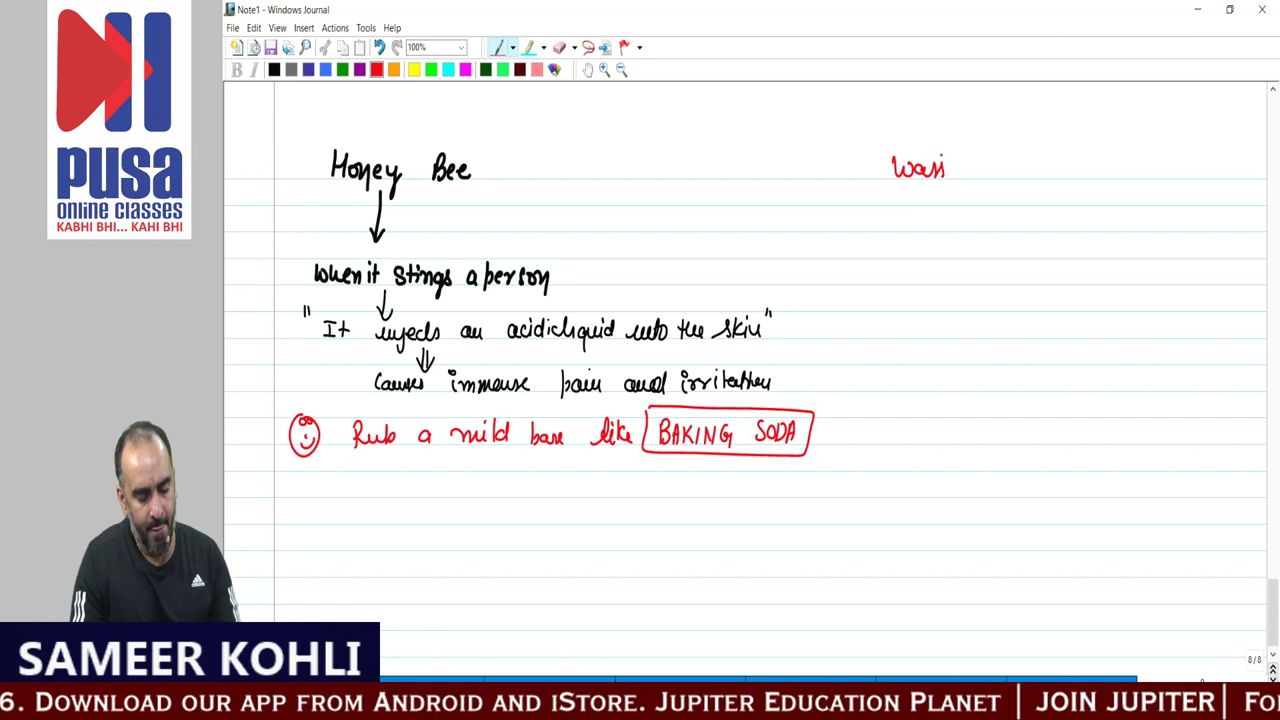 Note1 - Windows Journal
File Edit View Insert Actions Tools Help
100%
PUSA
ONLINE CLASSES
KABHI BHI... KAHI BHI
Honey Bee
When it stings a person
"It injects an acidic liquid into the skin"
Causes immense pain and irritation
Rub a mild base like BAKING SODA
8/8
SAMEER KOHLI
6. DOWNLOAD OUR APP FROM ANDROID AND ISTORE. JUPITER EDUCATION PLANET | JOIN JUPITER | FO